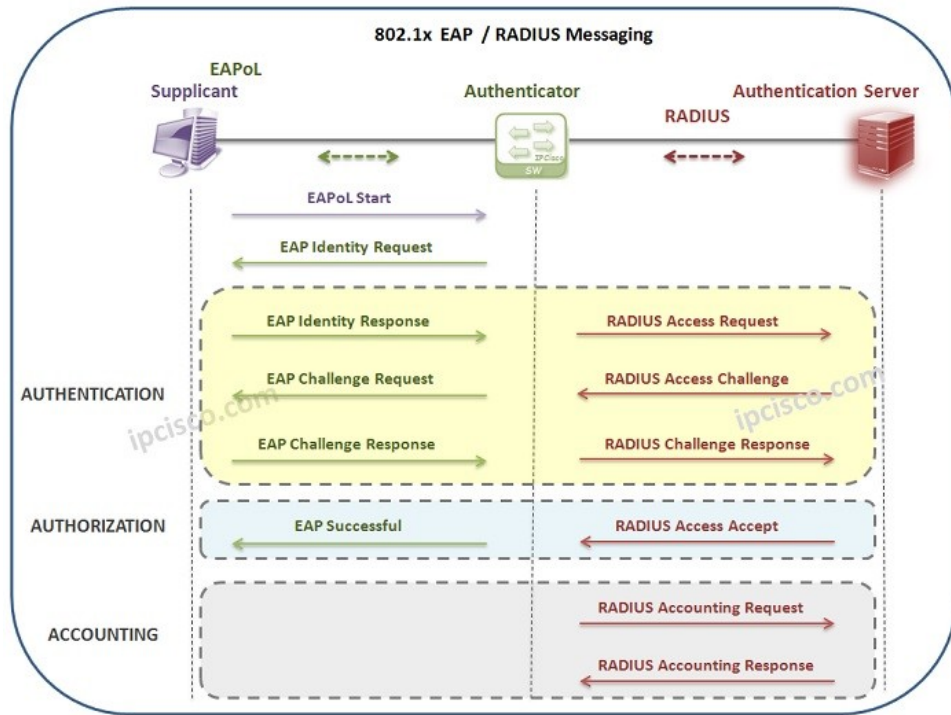 802.1x EAP / RADIUS Messaging
EAPoL
Supplicant
Authenticator
Authentication Server
RADIUS
IPCisco
SW
EAPoL Start
EAP Identity Request
EAP Identity Response
RADIUS Access Request
AUTHENTICATION
EAP Challenge Request
RADIUS Access Challenge
ipcisco.com
ipcisco.com
EAP Challenge Response
RADIUS Challenge Response
AUTHORIZATION
EAP Successful
RADIUS Access Accept
ACCOUNTING
RADIUS Accounting Request
RADIUS Accounting Response